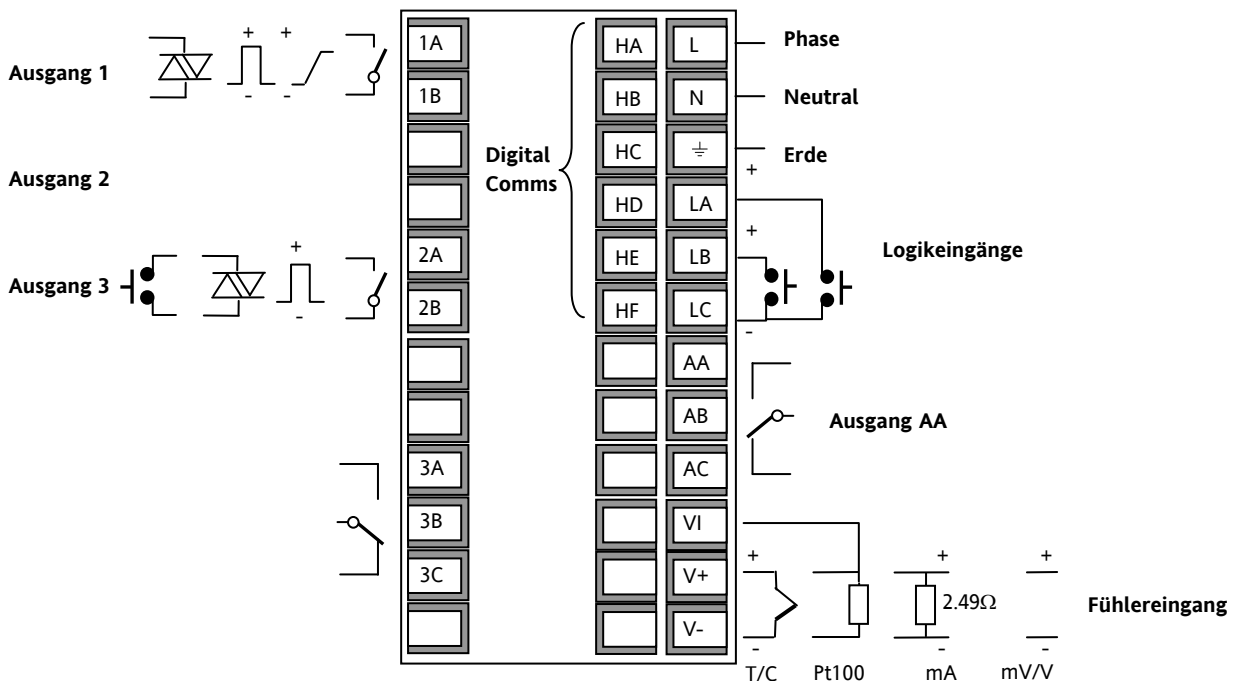 Ausgang 1
Ausgang 2
Ausgang 3
+ +
- -
+
-
1A
1B
2A
2B
3A
3B
3C
Digital
Comms
HA
HB
HC
HD
HE
HF
L
N
LA
LB
LC
AA
AB
AC
VI
V+
V-
Phase
Neutral
Erde
+
+
-
Logikeingänge
Ausgang AA
+ + +
2.49Ω
Fühlereingang
- - -
T/C Pt100 mA mV/V